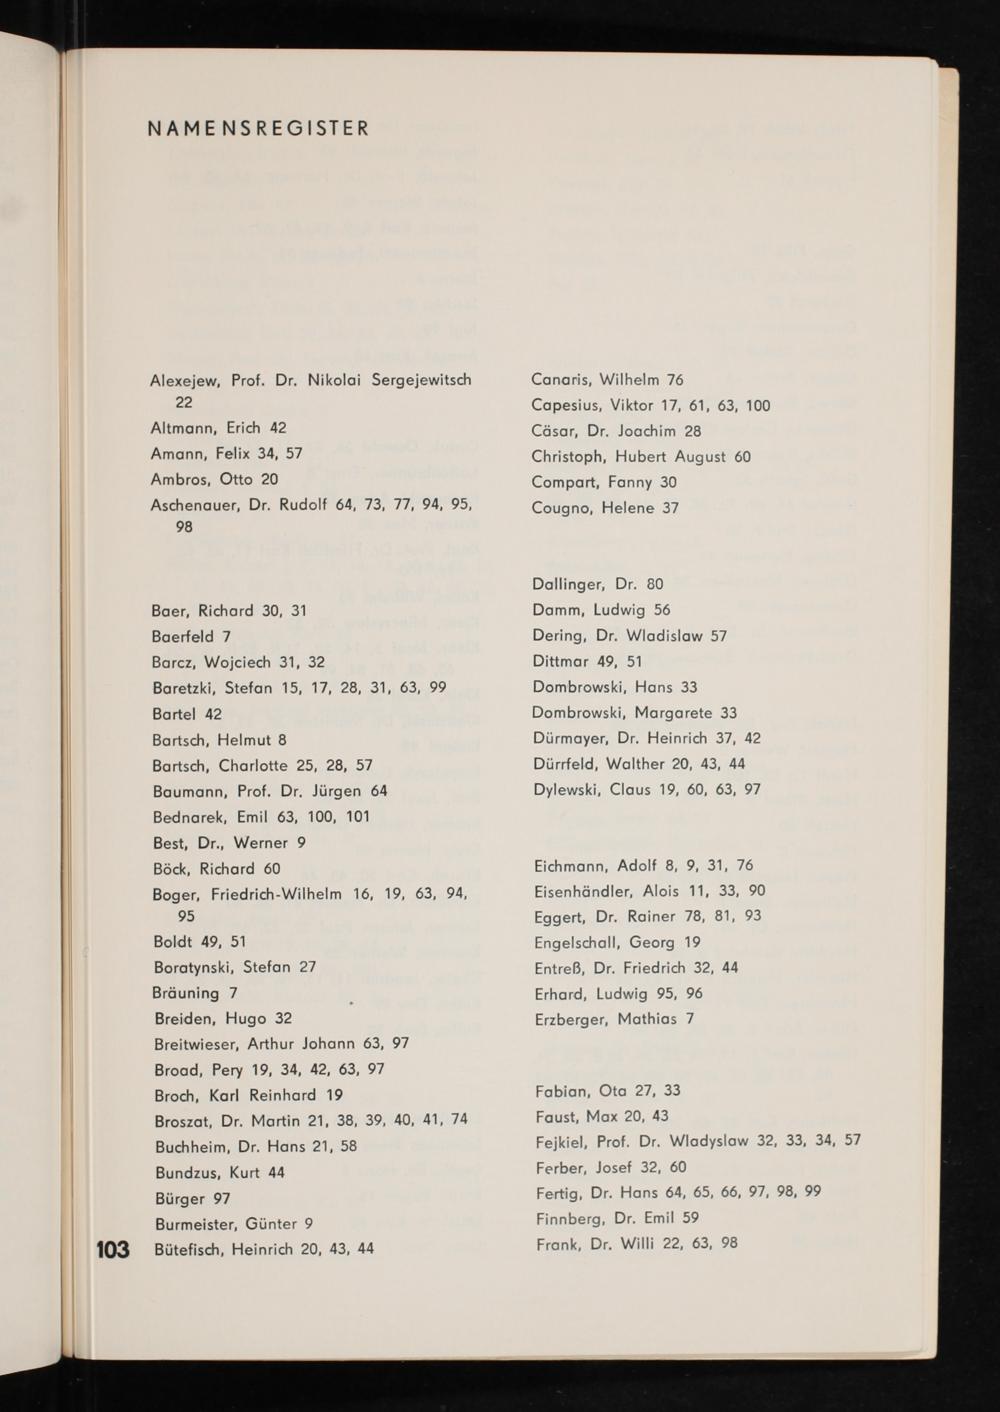 NAMENSREGISTER
Alexejew, Prof. Dr. Nikolai Sergejewitsch
22
Altmann, Erich 42
Amann, Felix 34, 57
Ambros, Otto 20
Aschenauer, Dr. Rudolf 64, 73, 77, 94, 95,
98
Baer, Richard 30, 31
Baerfeld 7
Barcz, Wojciech 31, 32
Baretzki, Stefan 15, 17, 28, 31, 63, 99
Bartel 42
Bartsch, Helmut 8
Bartsch, Charlotte 25, 28, 57
Baumann, Prof. Dr. Jürgen 64
Bednarek, Emil 63, 100, 101
Best, Dr., Werner 9
Böck, Richard 60
Boger, Friedrich-Wilhelm 16, 19, 63, 94,
95
Boldt 49, 51
Boratynski, Stefan 27
Bräuning 7
Breiden, Hugo 32
Breitwieser, Arthur Johann 63, 97
Broad, Pery 19, 34, 42, 63, 97
Broch, Karl Reinhard 19
Broszat, Dr. Martin 21, 38, 39, 40, 41, 74
Buchheim, Dr. Hans 21, 58
Bundzus, Kurt 44
Bürger 97
Burmeister, Günter 9
Bütefisch, Heinrich 20, 43, 44
Canaris, Wilhelm 76
Capesius, Viktor 17, 61, 63, 100
Cäsar, Dr. Joachim 28
Christoph, Hubert August 60
Compart, Fanny 30
Cougno, Helene 37
Dallinger, Dr. 80
Damm, Ludwig 56
Dering, Dr. Wladislaw 57
Dittmar 49, 51
Dombrowski, Hans 33
Dombrowski, Margarete 33
Dürmayer, Dr. Heinrich 37, 42
Dürrfeld, Walther 20, 43, 44
Dylewski, Claus 19, 60, 63, 97
Eichmann, Adolf 8, 9, 31, 76
Eisenhändler, Alois 11, 33, 90
Eggert, Dr. Rainer 78, 81, 93
Engelschall, Georg 19
Entreß, Dr. Friedrich 32, 44
Erhard, Ludwig 95, 96
Erzberger, Mathias 7
Fabian, Ota 27, 33
Faust, Max 20, 43
Fejkiel, Prof. Dr. Wladyslaw 32, 33, 34, 57
Ferber, Josef 32, 60
Fertig, Dr. Hans 64, 65, 66, 97, 98, 99
Finnberg, Dr. Emil 59
Frank, Dr. Willi 22, 63, 98
103